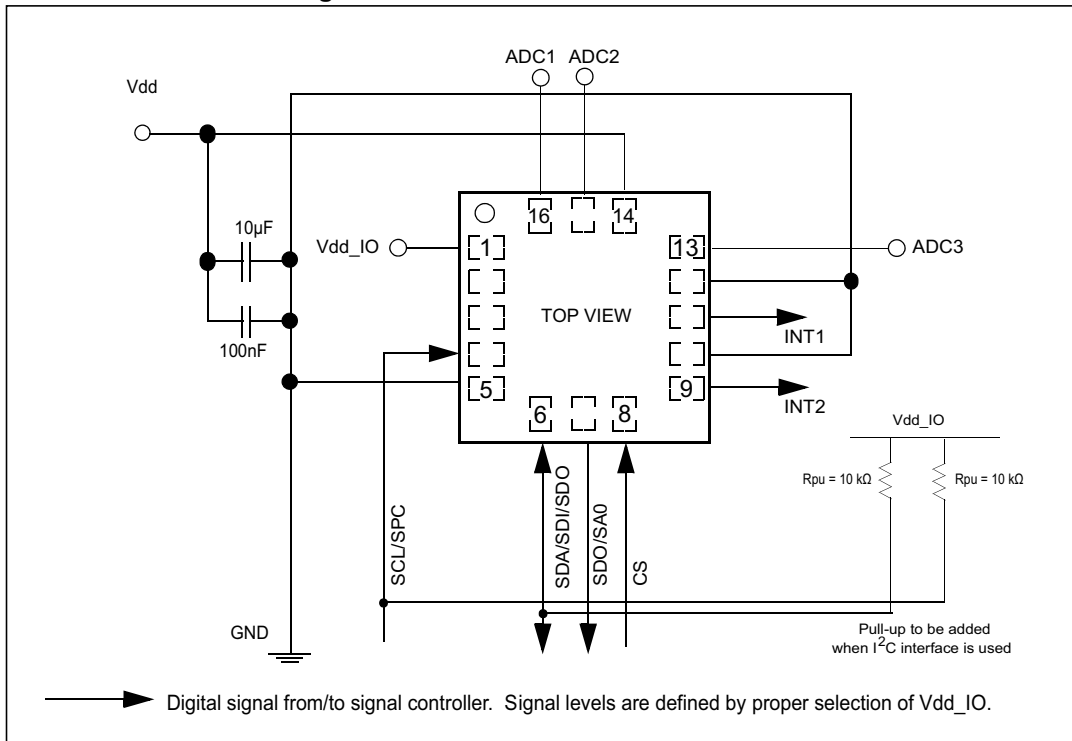 ADC1 ADC2
Vdd
16
14
10µF
Vdd_IO
1
13
ADC3
TOP VIEW
INT1
100nF
5
9
INT2
6
8
Vdd_IO
Rpu = 10 kΩ
Rpu = 10 kΩ
SCL/SPC
SDA/SDI/SDO
SDO/SA0
CS
GND
Pull-up to be added
when I²C interface is used
Digital signal from/to signal controller. Signal levels are defined by proper selection of Vdd_IO.